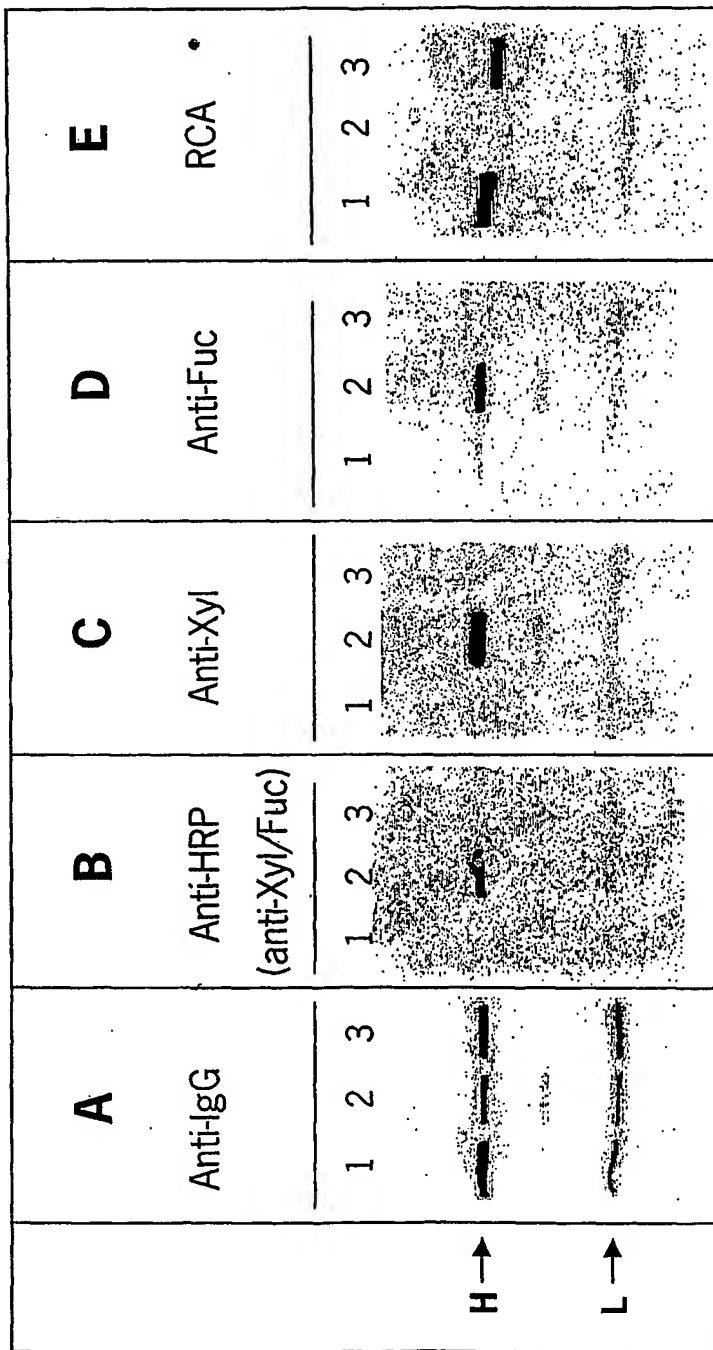 A
Anti-IgG
1 2 3
B
Anti-HRP
(anti-Xyl/Fuc)
1 2 3
C
Anti-Xyl
1 2 3
D
Anti-Fuc
1 2 3
E
RCA
1 2 3
H
L